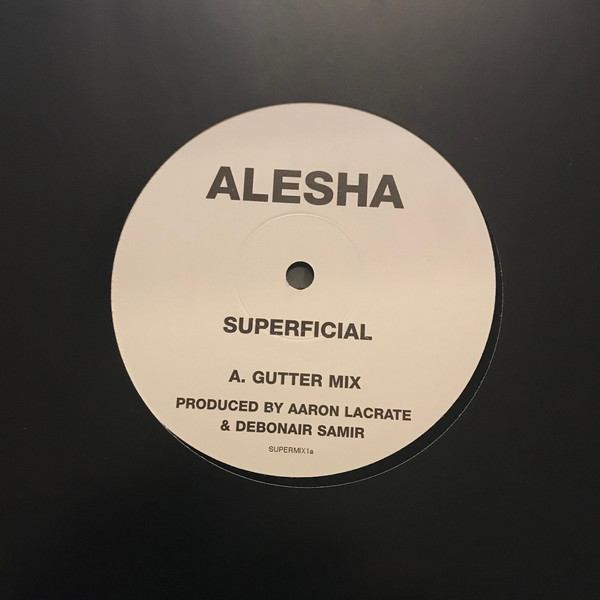 ALESHA
SUPERFICIAL
A. GUTTER MIX
PRODUCED BY AARON LACRATE
& DEBONAIR SAMIR
SUPERMIX1a